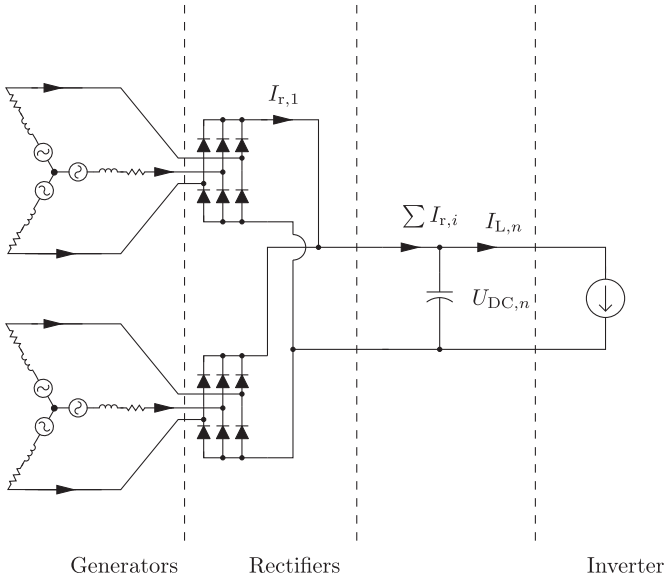 I_{r,1}
∑ I_{r,i} I_{L,n}
U_{DC,n}
Generators Rectifiers Inverter